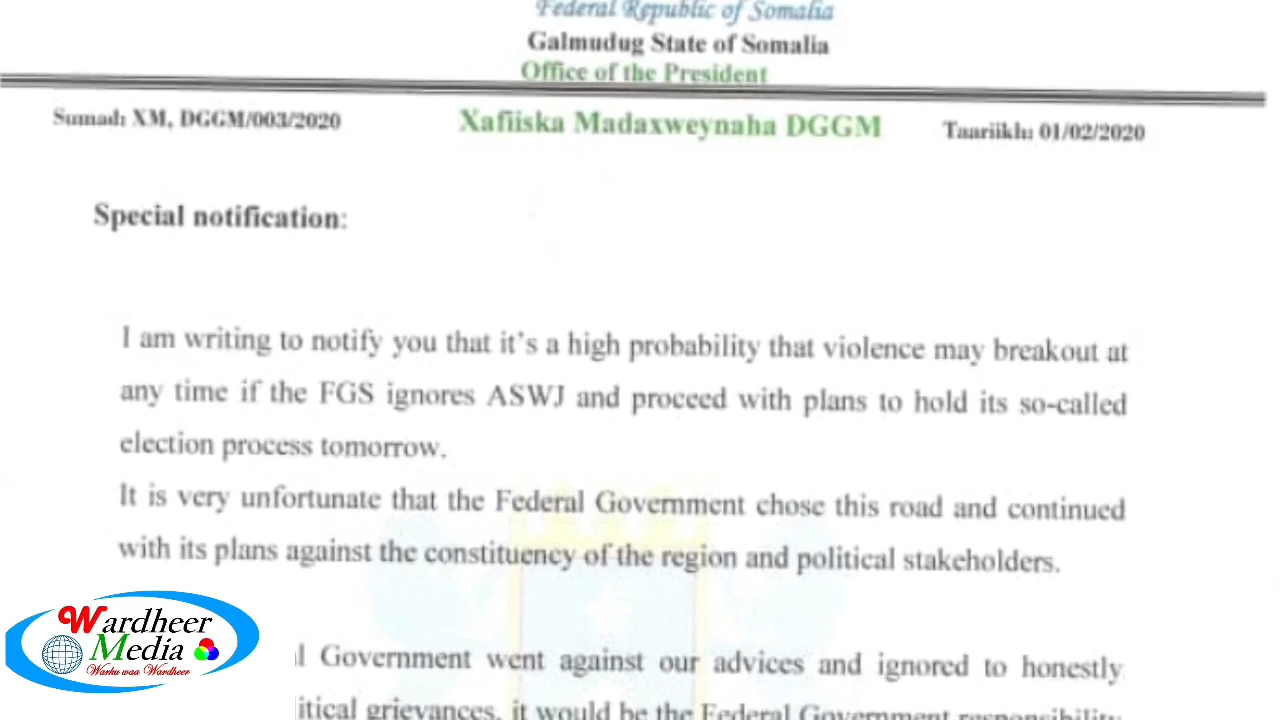 Federal Republic of Somalia
Galmudug State of Somalia
Office of the President
Sumad: XM, DGGM/003/2020
Xafiiska Madaxweynaha DGGM
Taariikh: 01/02/2020
Special notification:
I am writing to notify you that it's a high probability that violence may breakout at
any time if the FGS ignores ASWJ and proceed with plans to hold its so-called
election process tomorrow.
It is very unfortunate that the Federal Government chose this road and continued
with its plans against the constituency of the region and political stakeholders.
l Government went against our advices and ignored to honestly
itical grievances, it would be the Federal Government responsibility
Wardheer
Media
Warku waa Wardheer